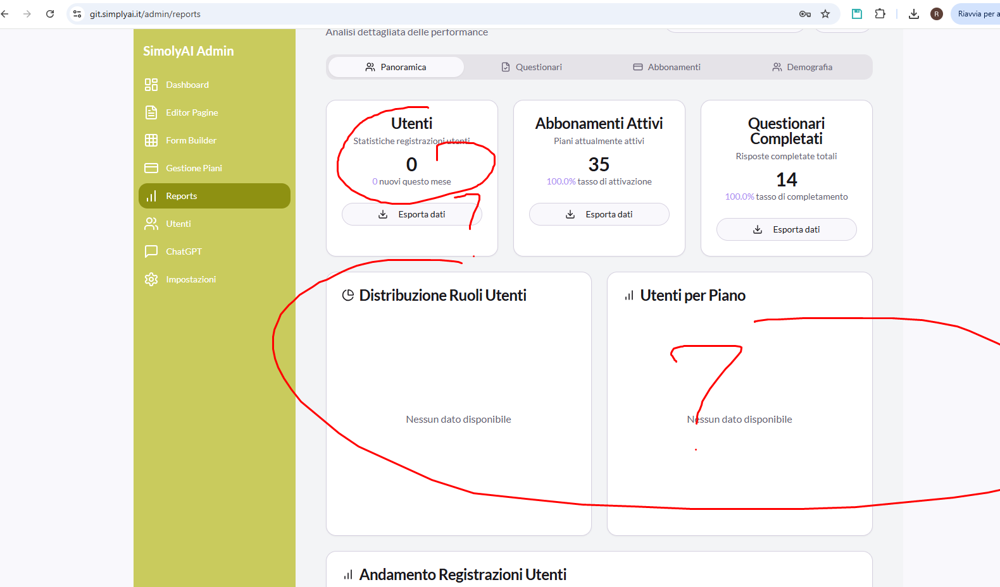 git.simplyai.it/admin/reports
R
Riavvia per a
SimolyAI Admin
Dashboard
Editor Pagine
Form Builder
Gestione Piani
Reports
Utenti
ChatGPT
Impostazioni
Analisi dettagliata delle performance
Panoramica
Questionari
Abbonamenti
Demografia
Utenti
Statistiche registrazioni utenti
0
0 nuovi questo mese
Esporta dati
Abbonamenti Attivi
Piani attualmente attivi
35
100.0% tasso di attivazione
Esporta dati
Questionari
Completati
Risposte completate totali
14
100.0% tasso di completamento
Esporta dati
?
Distribuzione Ruoli Utenti
Nessun dato disponibile
Utenti per Piano
?
Nessun dato disponibile
Andamento Registrazioni Utenti